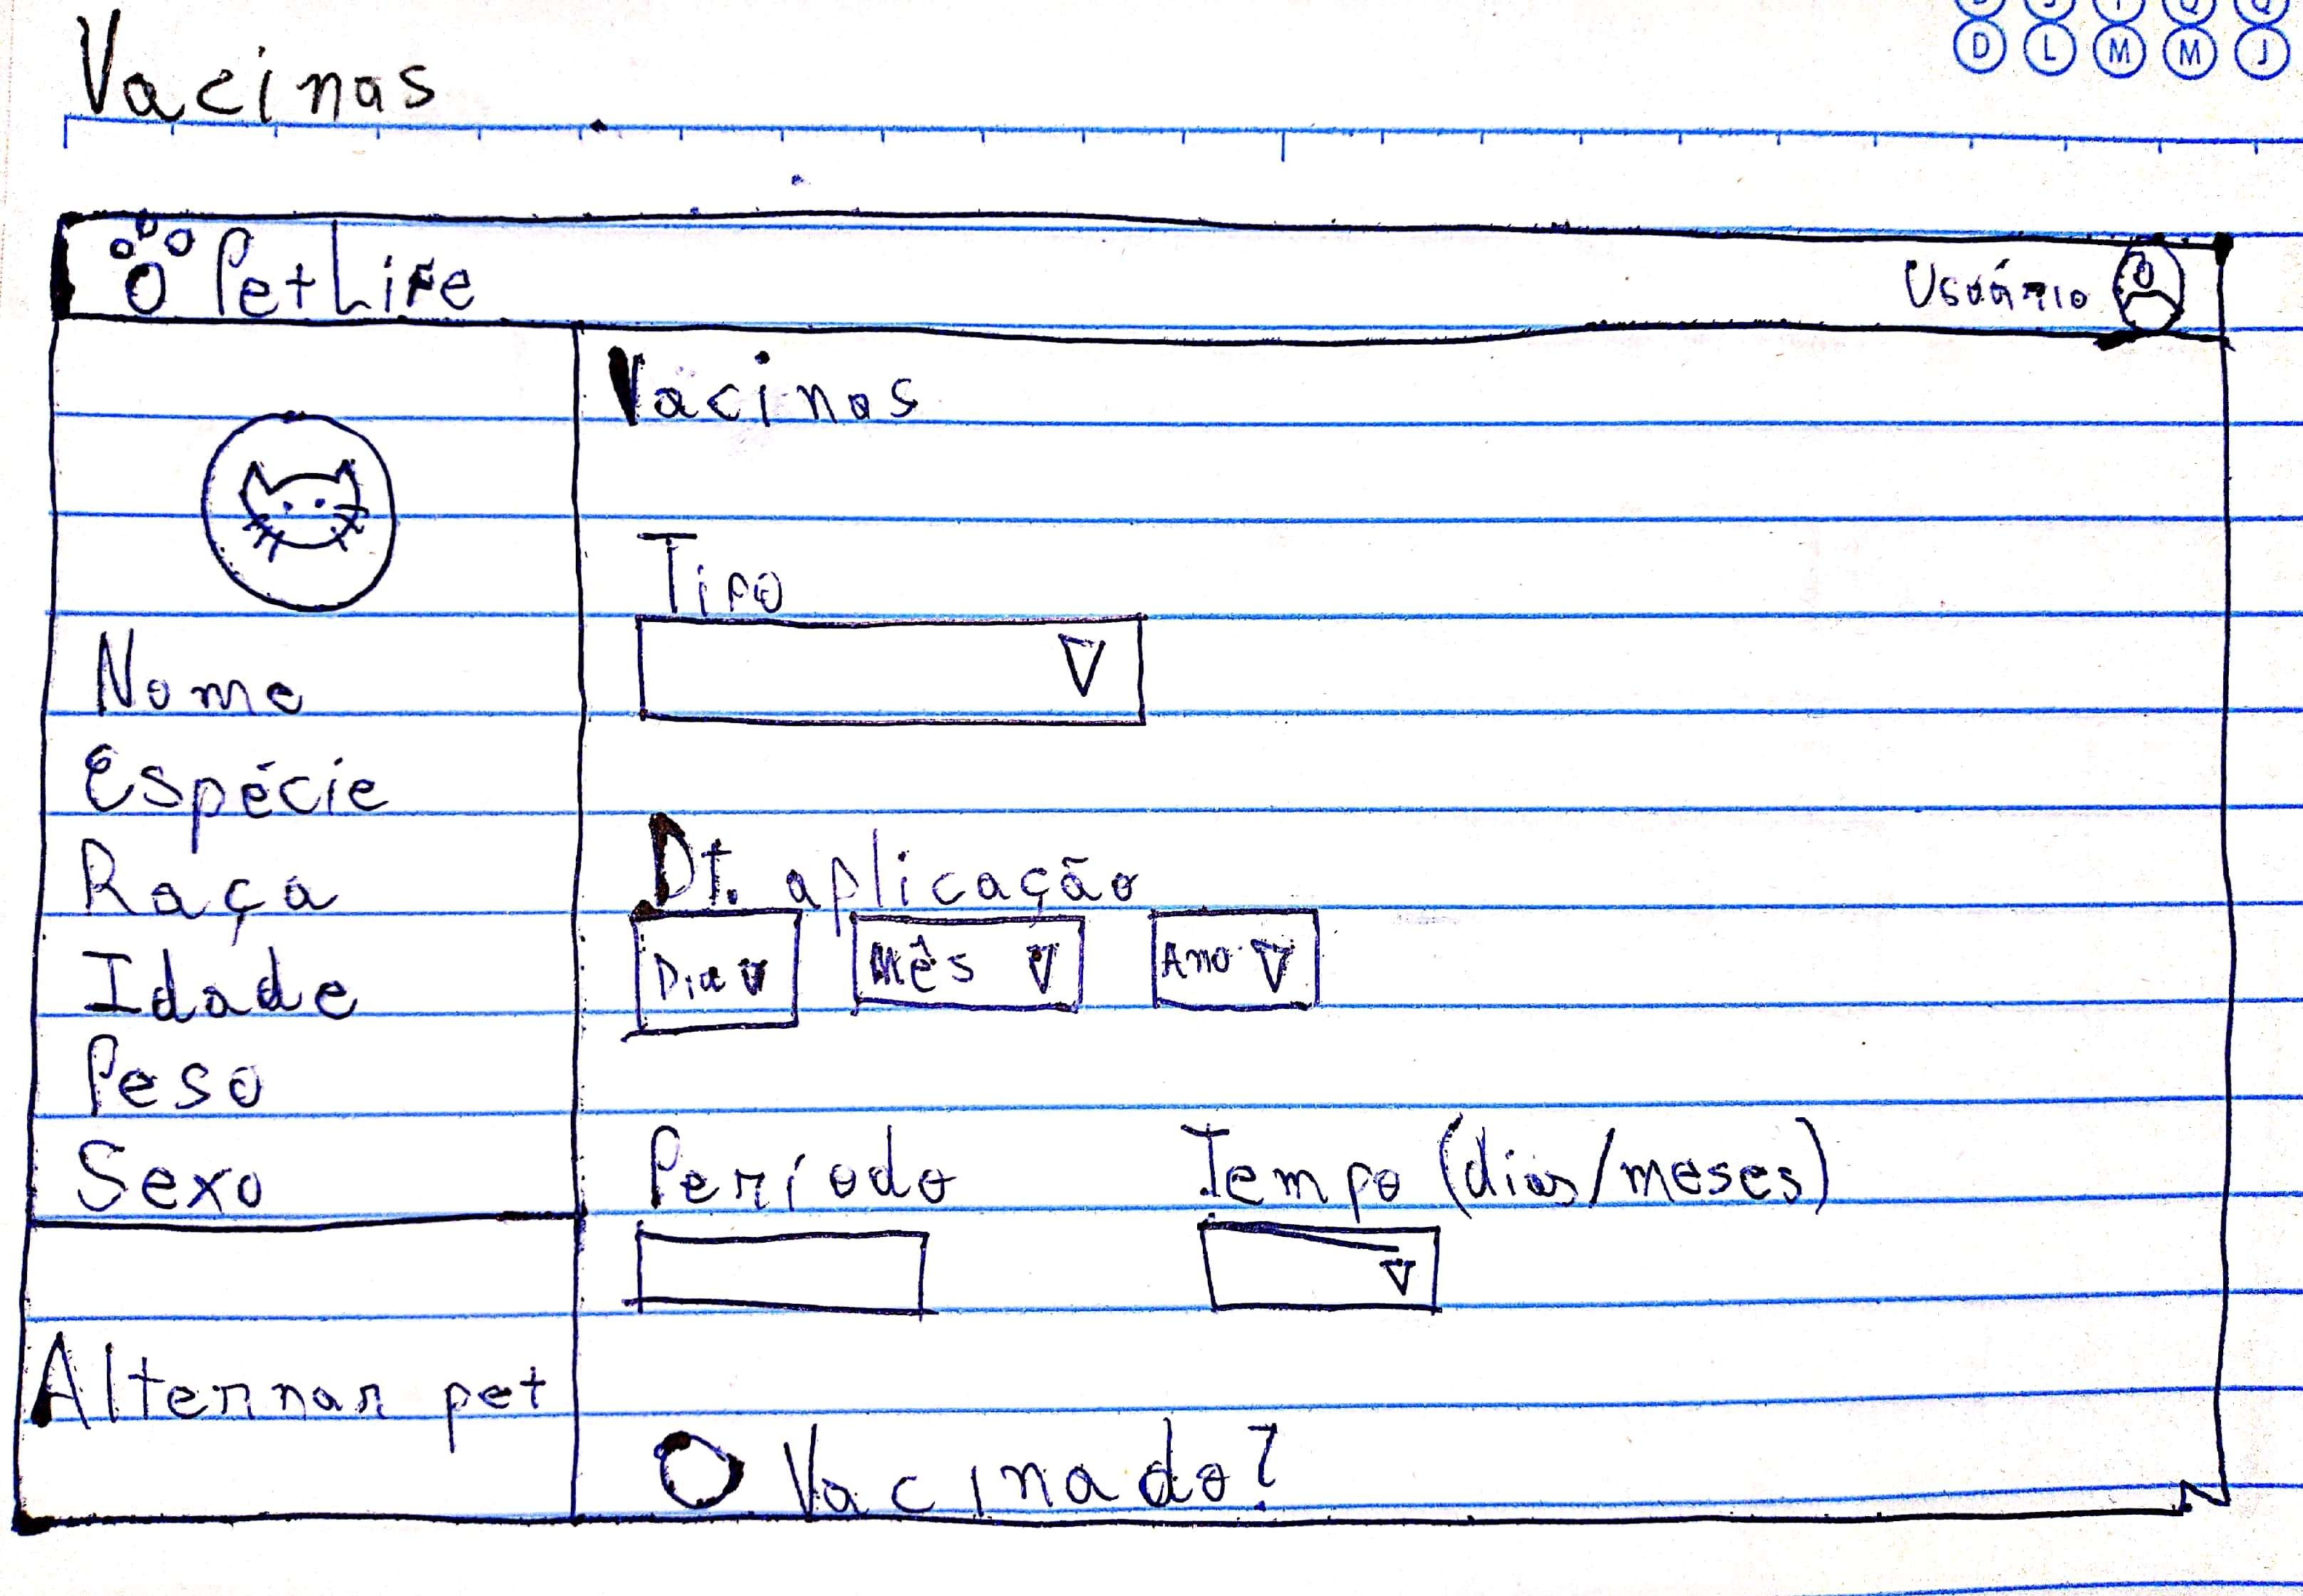 D L M M J
Vacinas
PetLife
Usuário
Vacinas
Nome
Espécie
Raça
Idade
Peso
Sexo
Alternar pet
Tipo
Dt. aplicação
Dia Mês Ano
Período Tempo (dias/meses)
Vacinado?